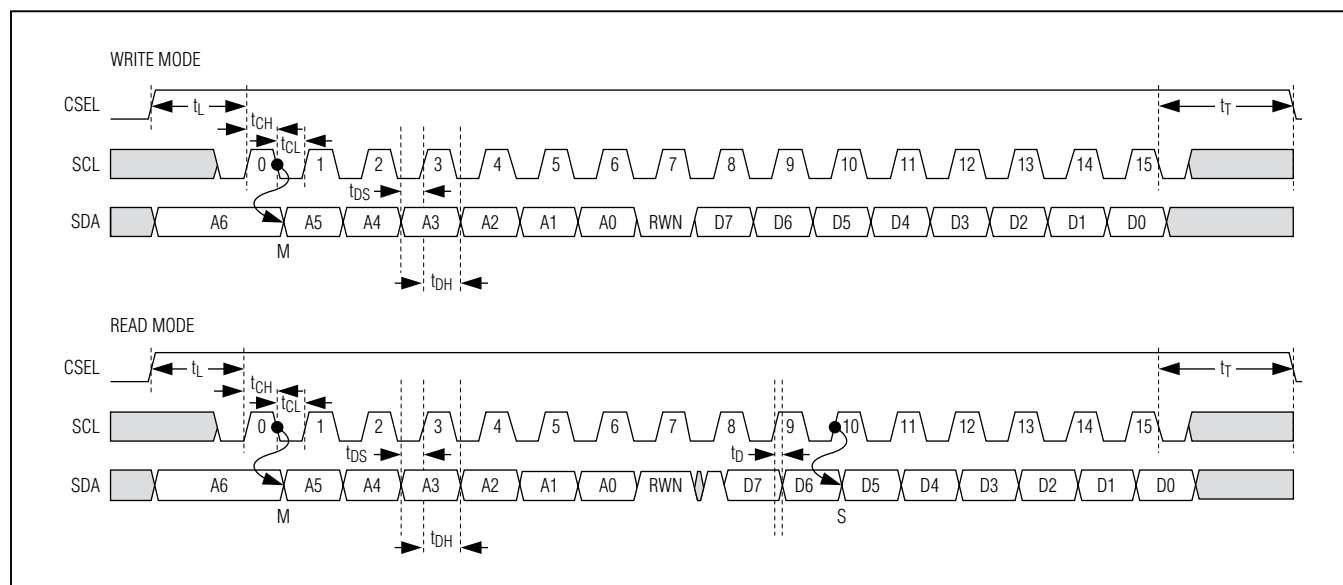 WRITE MODE
CSEL
tL
tT
tCH
tCL
SCL
0 1 2 3 4 5 6 7 8 9 10 11 12 13 14 15
tDS
SDA
A6 A5 A4 A3 A2 A1 A0 RWN D7 D6 D5 D4 D3 D2 D1 D0
M
tDH
READ MODE
CSEL
tL
tT
tCH
tCL
SCL
0 1 2 3 4 5 6 7 8 9 10 11 12 13 14 15
tDS
tD
SDA
A6 A5 A4 A3 A2 A1 A0 RWN D7 D6 D5 D4 D3 D2 D1 D0
M
S
tDH